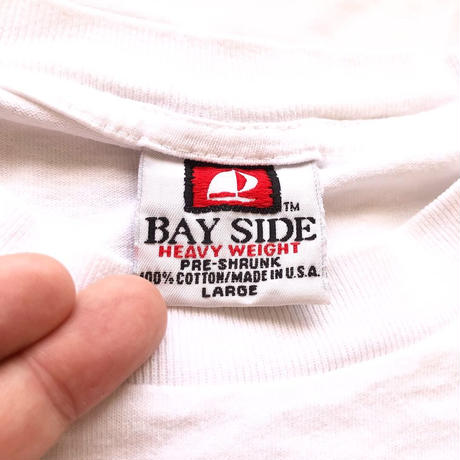 TM
BAY SIDE
HEAVY WEIGHT
PRE-SHRUNK
100% COTTON/MADE IN U.S.A.
LARGE